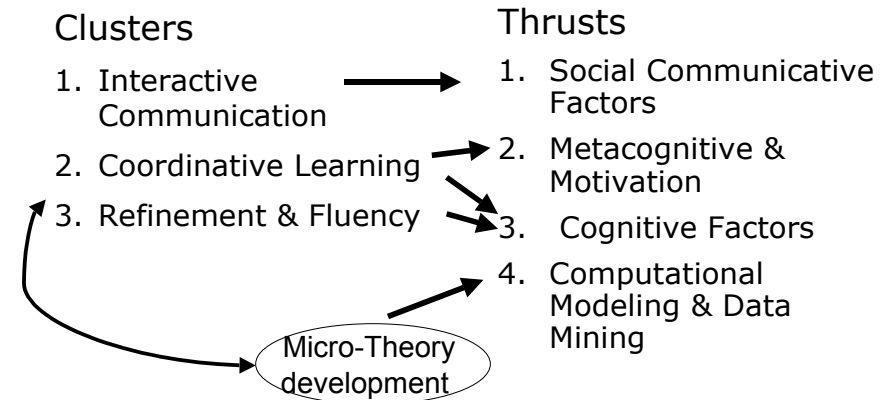 Clusters
1. Interactive
Communication
2. Coordinative Learning
3. Refinement & Fluency
Thrusts
1. Social Communicative
Factors
2. Metacognitive &
Motivation
3. Cognitive Factors
4. Computational
Modeling & Data
Mining
Micro-Theory
development